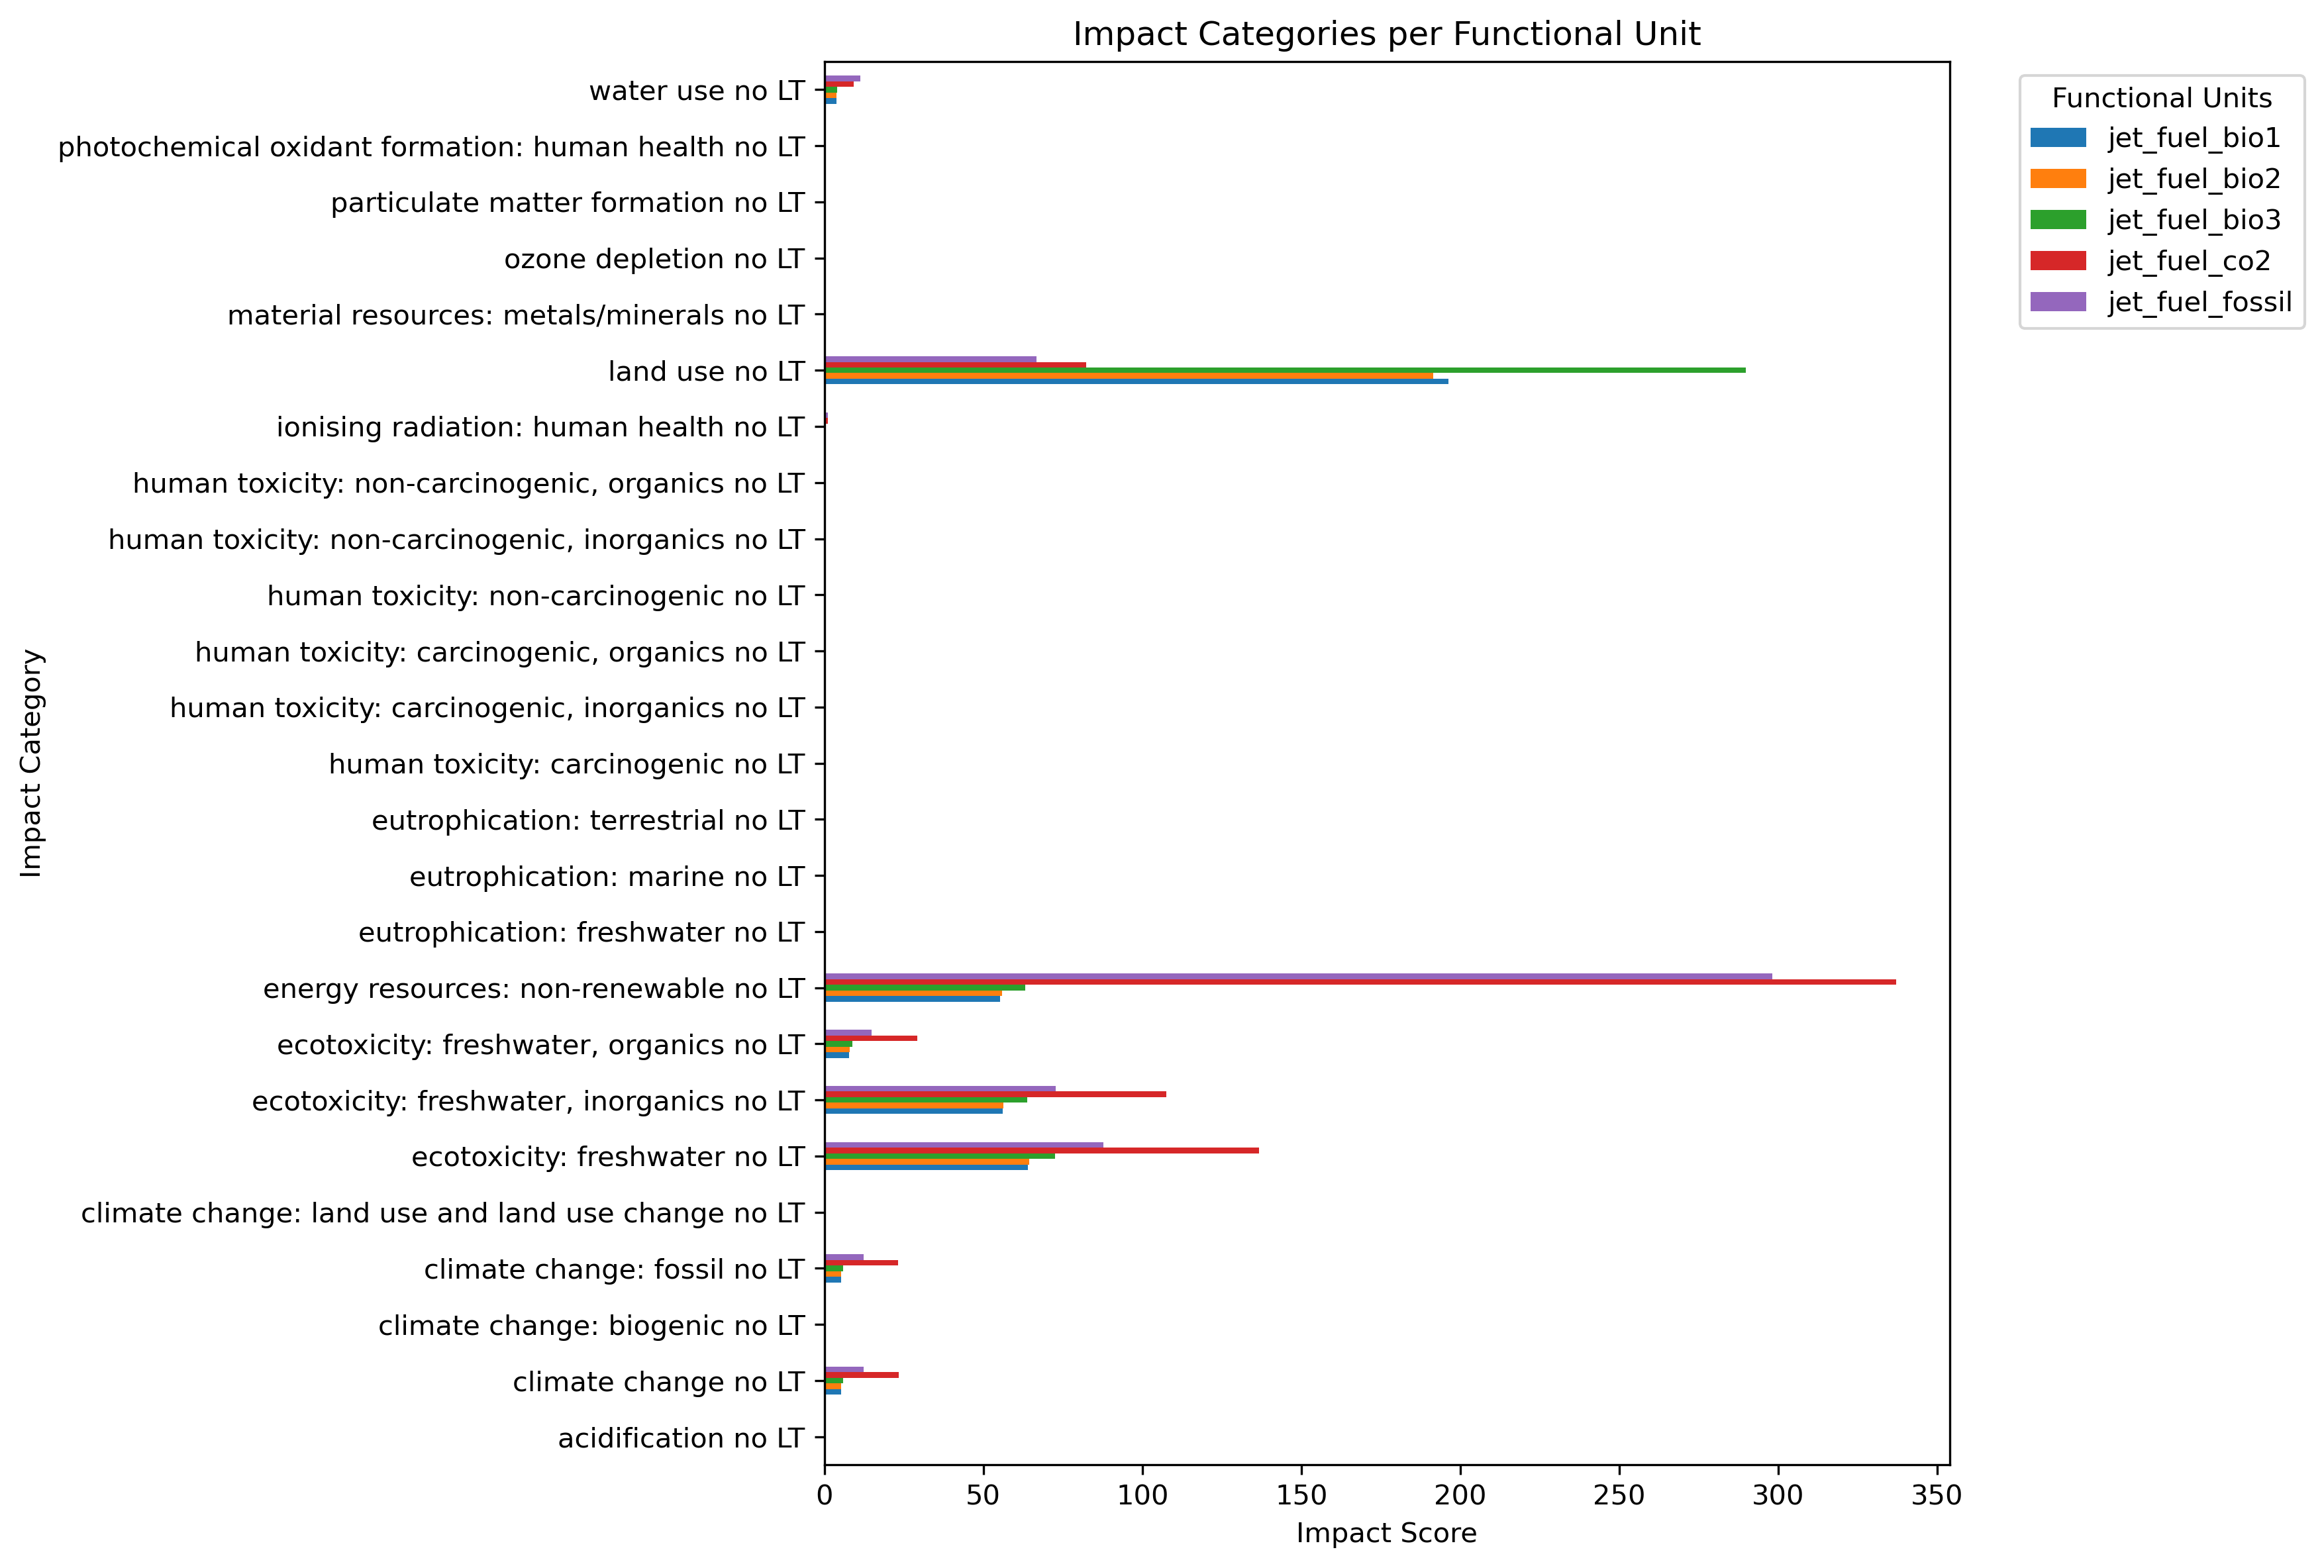 Impact Categories per Functional Unit
water use no LT
photochemical oxidant formation: human health no LT
particulate matter formation no LT
ozone depletion no LT
material resources: metals/minerals no LT
land use no LT
ionising radiation: human health no LT
human toxicity: non-carcinogenic, organics no LT
human toxicity: non-carcinogenic, inorganics no LT
human toxicity: non-carcinogenic no LT
human toxicity: carcinogenic, organics no LT
human toxicity: carcinogenic, inorganics no LT
human toxicity: carcinogenic no LT
eutrophication: terrestrial no LT
eutrophication: marine no LT
eutrophication: freshwater no LT
energy resources: non-renewable no LT
ecotoxicity: freshwater, organics no LT
ecotoxicity: freshwater, inorganics no LT
ecotoxicity: freshwater no LT
climate change: land use and land use change no LT
climate change: fossil no LT
climate change: biogenic no LT
climate change no LT
acidification no LT
Impact Category
0 50 100 150 200 250 300 350
Impact Score
Functional Units
jet_fuel_bio1
jet_fuel_bio2
jet_fuel_bio3
jet_fuel_co2
jet_fuel_fossil